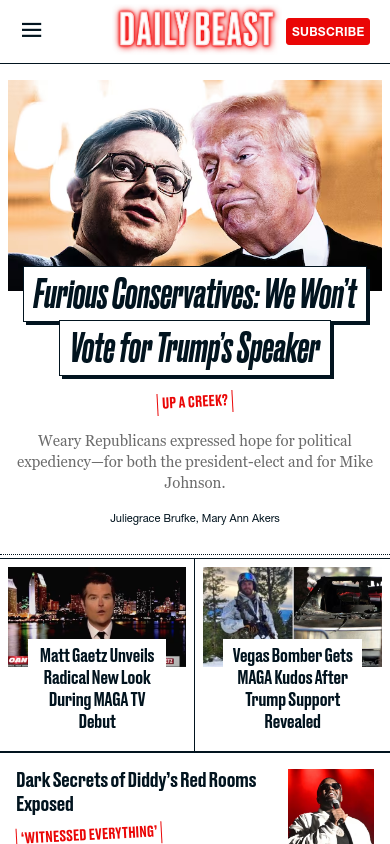 DAILY BEAST
SUBSCRIBE
Furious Conservatives: We Won't
Vote for Trump's Speaker
UP A CREEK?
Weary Republicans expressed hope for political
expediency—for both the president-elect and for Mike
Johnson.
Juliegrace Brufke, Mary Ann Akers
OAN
Matt Gaetz Unveils
Radical New Look
During MAGA TV
Debut
Vegas Bomber Gets
MAGA Kudos After
Trump Support
Revealed
Dark Secrets of Diddy's Red Rooms
Exposed
'WITNESSED EVERYTHING'